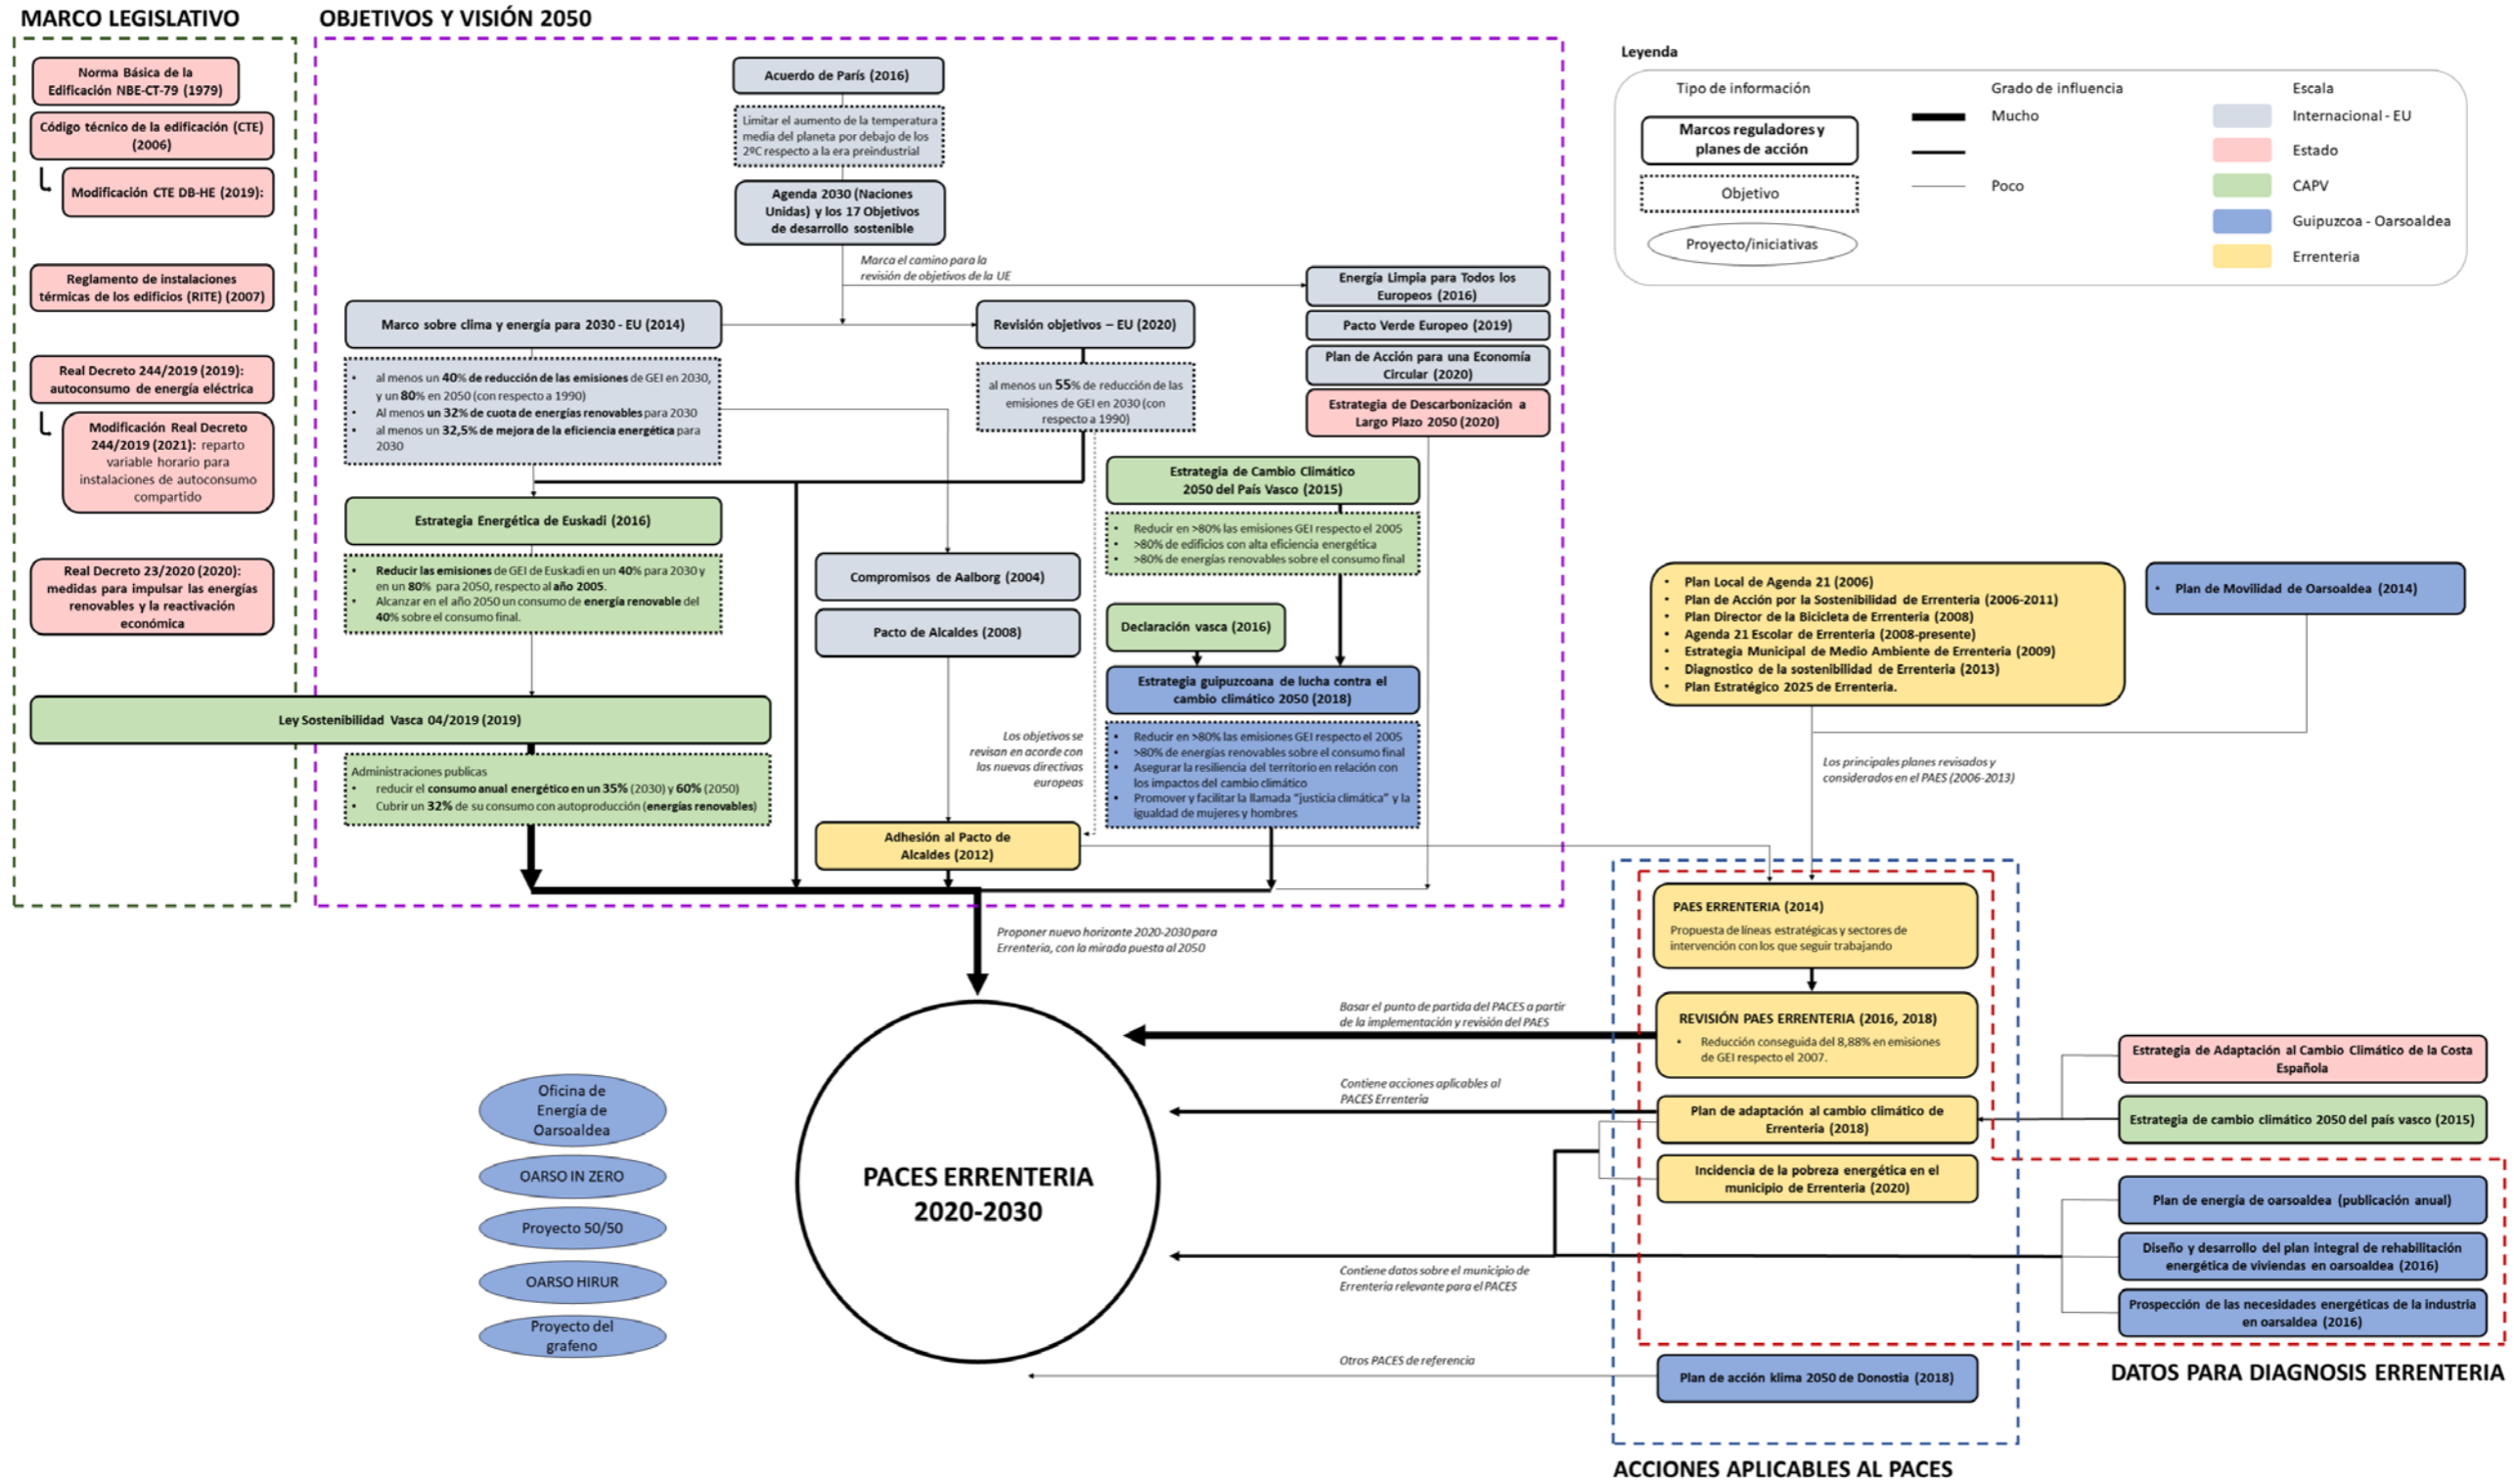 MARCO LEGISLATIVO
Norma Básica de la
Edificación NBE-CT-79 (1979)
Código técnico de la edificación (CTE)
(2006)
Modificación CTE DB-HE (2019):
Reglamento de instalaciones
térmicas de los edificios (RITE) (2007)
Real Decreto 244/2019 (2019):
autoconsumo de energía eléctrica
Modificación Real Decreto
244/2019 (2021): reparto
variable horario para
instalaciones de autoconsumo
compartido
Real Decreto 23/2020 (2020):
medidas para impulsar las energías
renovables y la reactivación
económica
OBJETIVOS Y VISIÓN 2050
Acuerdo de París (2016)
Limitar el aumento de la temperatura
media del planeta por debajo de los
2ºC respecto a la era preindustrial
Agenda 2030 (Naciones
Unidas) y los 17 Objetivos
de desarrollo sostenible
Marca el camino para la
revisión de objetivos de la UE
Marco sobre clima y energía para 2030 - EU (2014)
• al menos un 40% de reducción de las emisiones de GEI en 2030,
y un 80% en 2050 (con respecto a 1990)
• Al menos un 32% de cuota de energías renovables para 2030
• al menos un 32,5% de mejora de la eficiencia energética para
2030
Revisión objetivos – EU (2020)
al menos un 55% de reducción de las
emisiones de GEI en 2030 (con
respecto a 1990)
Energía Limpia para Todos los
Europeos (2016)
Pacto Verde Europeo (2019)
Plan de Acción para una Economía
Circular (2020)
Estrategia de Descarbonización a
Largo Plazo 2050 (2020)
Estrategia Energética de Euskadi (2016)
• Reducir las emisiones de GEI de Euskadi en un 40% para 2030 y
en un 80% para 2050, respecto al año 2005.
• Alcanzar en el año 2050 un consumo de energía renovable del
40% sobre el consumo final.
Compromisos de Aalborg (2004)
Pacto de Alcaldes (2008)
Estrategia de Cambio Climático
2050 del País Vasco (2015)
• Reducir en >80% las emisiones GEI respecto el 2005
• >80% de edificios con alta eficiencia energética
• >80% de energías renovables sobre el consumo final
Declaración vasca (2016)
Estrategia guipuzcoana de lucha contra el
cambio climático 2050 (2018)
• Reducir en >80% las emisiones GEI respecto el 2005
• >80% de energías renovables sobre el consumo final
• Asegurar la resiliencia del territorio en relación con
los impactos del cambio climático
• Promover y facilitar la llamada "justicia climática" y la
igualdad de mujeres y hombres
Ley Sostenibilidad Vasca 04/2019 (2019)
Administraciones publicas
• reducir el consumo anual energético en un 35% (2030) y 60% (2050)
• Cubrir un 32% de su consumo con autoproducción (energías renovables)
Los objetivos se
revisan en acorde con
las nuevas directivas
europeas
Adhesión al Pacto de
Alcaldes (2012)
Proponer nuevo horizonte 2020-2030 para
Errenteria, con la mirada puesta al 2050
Leyenda
Tipo de información
Marcos reguladores y
planes de acción
Objetivo
Proyecto/iniciativas
Grado de influencia
Mucho
Poco
Escala
Internacional - EU
Estado
CAPV
Guipuzcoa - Oarsoaldea
Errenteria
• Plan Local de Agenda 21 (2006)
• Plan de Acción por la Sostenibilidad de Errenteria (2006-2011)
• Plan Director de la Bicicleta de Errenteria (2008)
• Agenda 21 Escolar de Errenteria (2008-presente)
• Estrategia Municipal de Medio Ambiente de Errenteria (2009)
• Diagnostico de la sostenibilidad de Errenteria (2013)
• Plan Estratégico 2025 de Errenteria.
• Plan de Movilidad de Oarsoaldea (2014)
Los principales planes revisados y
considerados en el PAES (2006-2013)
PAES ERRENTERIA (2014)
Propuesta de líneas estratégicas y sectores de
intervención con los que seguir trabajando
REVISIÓN PAES ERRENTERIA (2016, 2018)
• Reducción conseguida del 8,88% en emisiones
de GEI respecto el 2007.
Basar el punto de partida del PACES a partir
de la implementación y revisión del PAES
Contiene acciones aplicables al
PACES Errenteria
Plan de adaptación al cambio climático de
Errenteria (2018)
Incidencia de la pobreza energética en el
municipio de Errenteria (2020)
Contiene datos sobre el municipio de
Errenteria relevante para el PACES
Otros PACES de referencia
Plan de acción klima 2050 de Donostia (2018)
Estrategia de Adaptación al Cambio Climático de la Costa
Española
Estrategia de cambio climático 2050 del país vasco (2015)
Plan de energía de oarsoaldea (publicación anual)
Diseño y desarrollo del plan integral de rehabilitación
energética de viviendas en oarsoaldea (2016)
Prospección de las necesidades energéticas de la industria
en oarsaldea (2016)
DATOS PARA DIAGNOSIS ERRENTERIA
ACCIONES APLICABLES AL PACES
Oficina de
Energía de
Oarsoaldea
OARSO IN ZERO
Proyecto 50/50
OARSO HIRUR
Proyecto del
grafeno
PACES ERRENTERIA
2020-2030